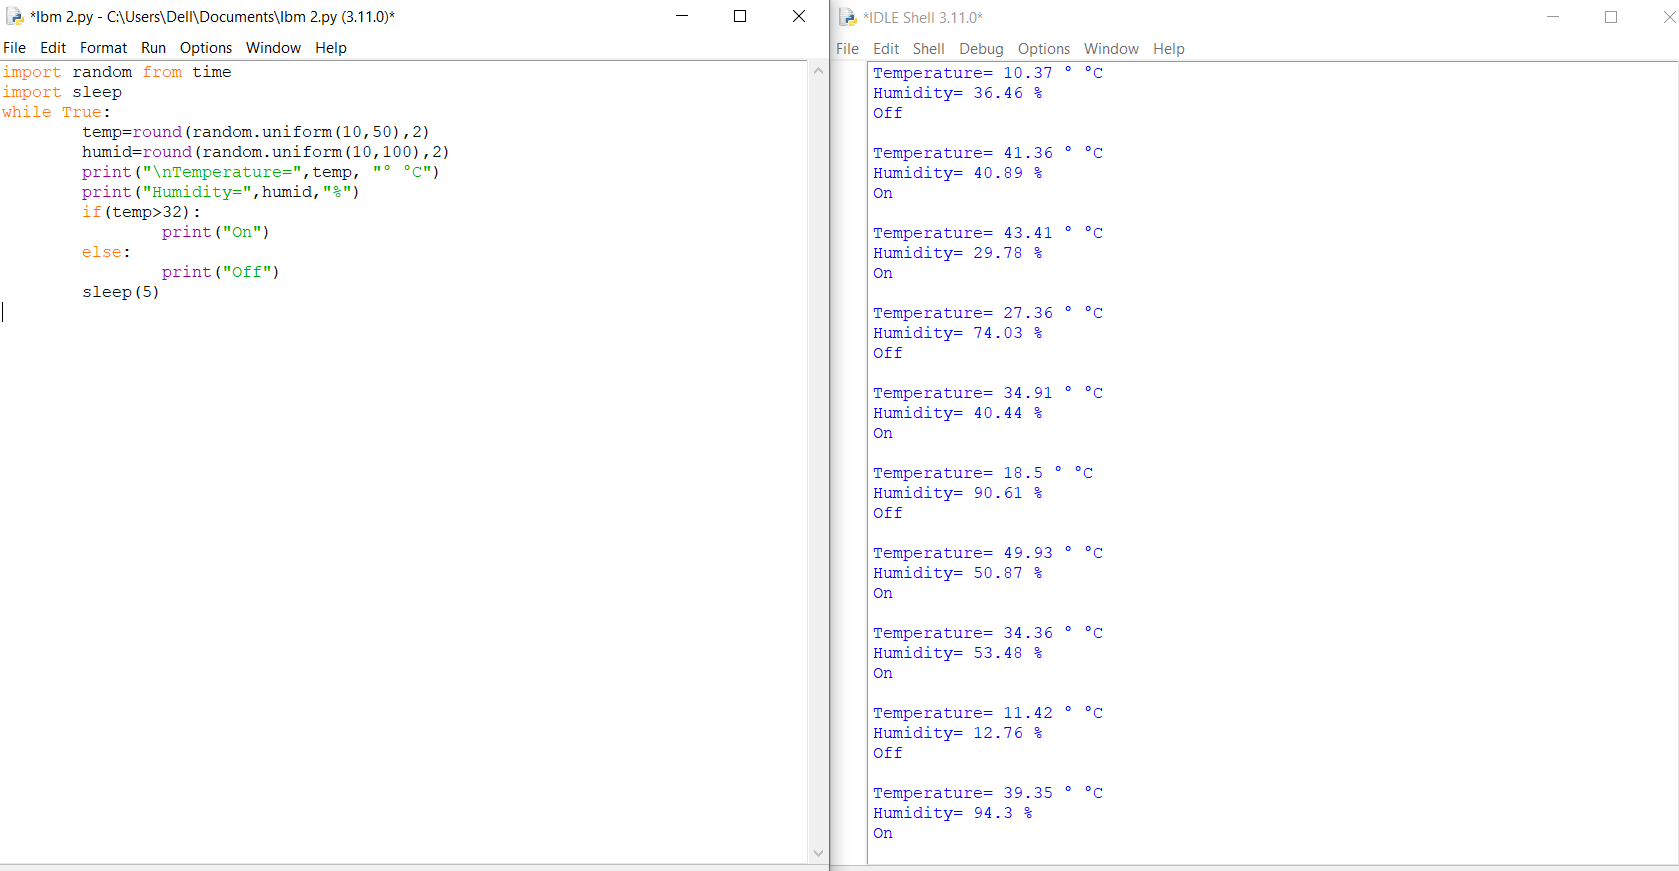 *Ibm 2.py - C:\Users\Dell\Documents\Ibm 2.py (3.11.0)*
File Edit Format Run Options Window Help
import random from time
import sleep
while True:
temp=round(random.uniform(10,50),2)
humid=round(random.uniform(10,100),2)
print("\nTemperature=",temp, "° °C")
print("Humidity=",humid,"%")
if(temp>32):
print("On")
else:
print("Off")
sleep(5)
*IDLE Shell 3.11.0*
File Edit Shell Debug Options Window Help
Temperature= 10.37 ° °C
Humidity= 36.46 %
Off
Temperature= 41.36 ° °C
Humidity= 40.89 %
On
Temperature= 43.41 ° °C
Humidity= 29.78 %
On
Temperature= 27.36 ° °C
Humidity= 74.03 %
Off
Temperature= 34.91 ° °C
Humidity= 40.44 %
On
Temperature= 18.5 ° °C
Humidity= 90.61 %
Off
Temperature= 49.93 ° °C
Humidity= 50.87 %
On
Temperature= 34.36 ° °C
Humidity= 53.48 %
On
Temperature= 11.42 ° °C
Humidity= 12.76 %
Off
Temperature= 39.35 ° °C
Humidity= 94.3 %
On